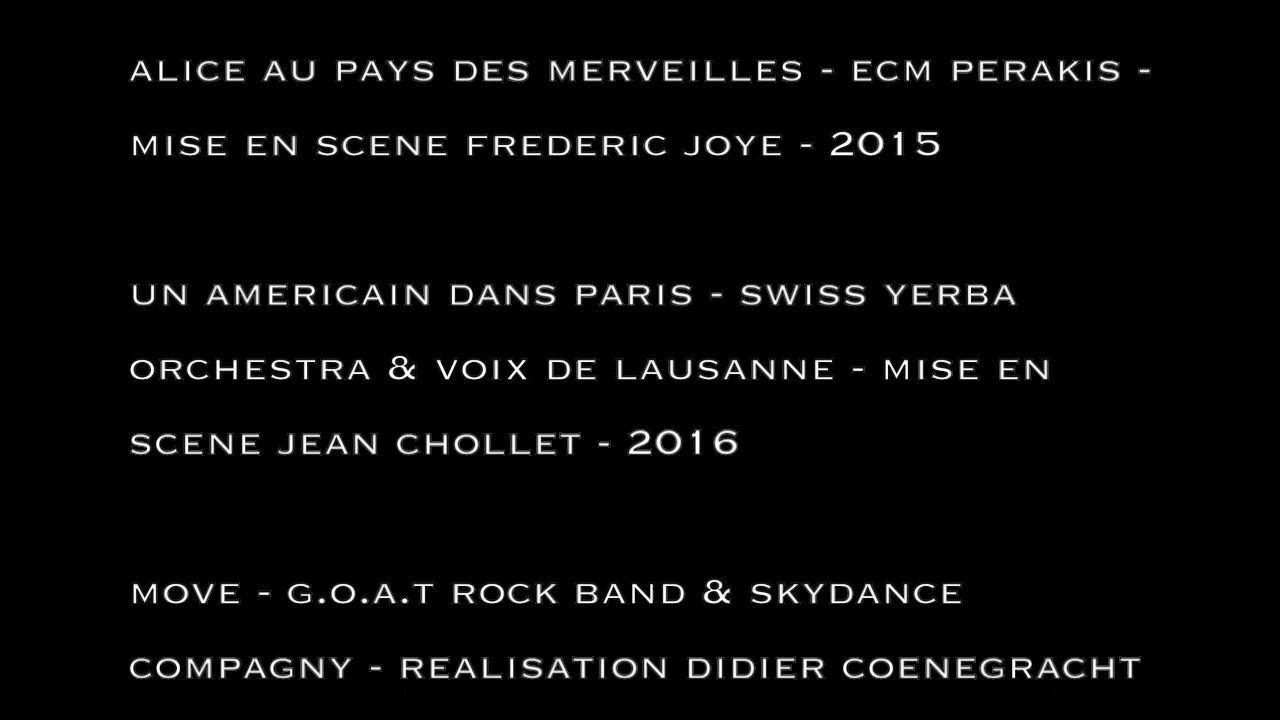 ALICE AU PAYS DES MERVEILLES - ECM PERAKIS -
MISE EN SCENE FREDERIC JOYE - 2015
UN AMERICAIN DANS PARIS - SWISS YERBA
ORCHESTRA & VOIX DE LAUSANNE - MISE EN
SCENE JEAN CHOLLET - 2016
MOVE - G.O.A.T ROCK BAND & SKYDANCE
COMPAGNY - REALISATION DIDIER COENEGRACHT